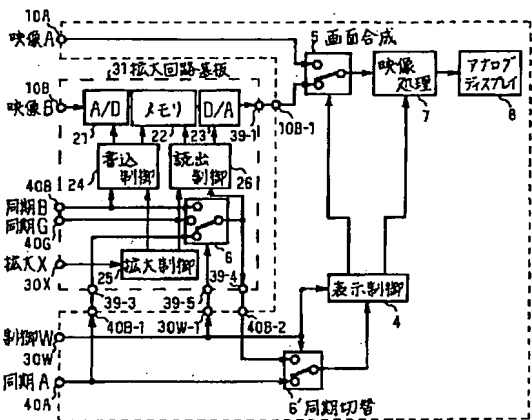 10A
映像A
5 画面合成
映像処理
7
アナログディスプレイ
8
31拡大回路基板
10B
映像B
A/D
メモリ
D/A
39-1
10B-1
21
22
23
書込制御
24
読出制御
26
40B
同期B
同期G
40G
6
拡大X
30X
25
拡大制御
39-4
39-3
39-5
40B-1
30W-1
40B-2
表示制御
4
制御W
30W
同期A
40A
6'同期切替